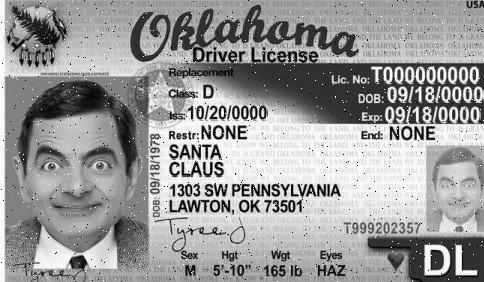 USA
Oklahoma
Driver License
Replacement
Lic. No: T000000000
Class: D
DOB: 09/18/0000
Iss: 10/20/0000
Exp: 09/18/0000
Restr: NONE
End: NONE
DOB: 09/18/1978
SANTA
CLAUS
1303 SW PENNSYLVANIA
LAWTON, OK 73501
T999202357
Tyree J
Tyree J
Sex Hgt Wgt Eyes
M 5'-10" 165 lb HAZ
DL